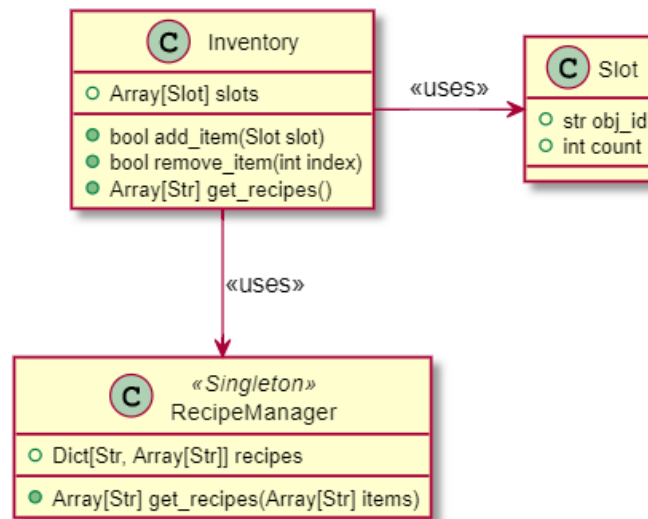 C Inventory
Array[Slot] slots
bool add_item(Slot slot)
bool remove_item(int index)
Array[Str] get_recipes()
«uses»
C Slot
str obj_id
int count
«uses»
C «Singleton»
RecipeManager
Dict[Str, Array[Str]] recipes
Array[Str] get_recipes(Array[Str] items)